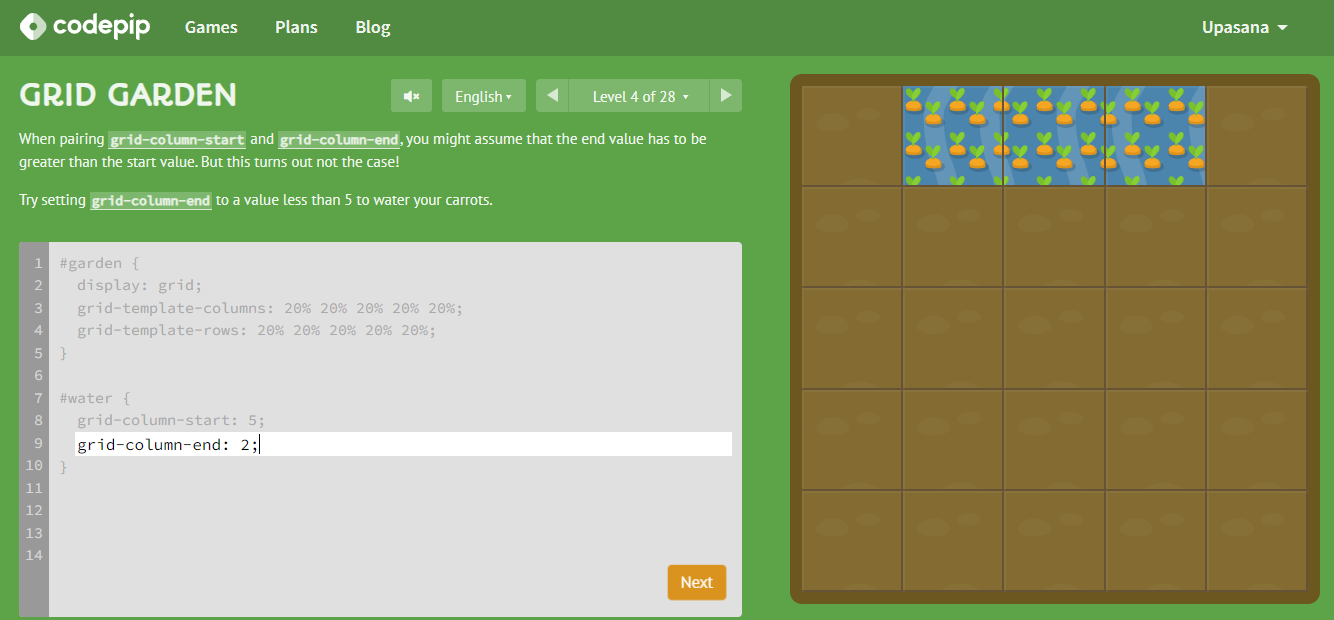 codepip Games Plans Blog Upasana
GRID GARDEN
English
Level 4 of 28
When pairing grid-column-start and grid-column-end, you might assume that the end value has to be
greater than the start value. But this turns out not the case!
Try setting grid-column-end to a value less than 5 to water your carrots.
1 #garden {
2 display: grid;
3 grid-template-columns: 20% 20% 20% 20% 20%;
4 grid-template-rows: 20% 20% 20% 20% 20%;
5 }
6
7 #water {
8 grid-column-start: 5;
9 grid-column-end: 2;
10 }
11
12
13
14
Next